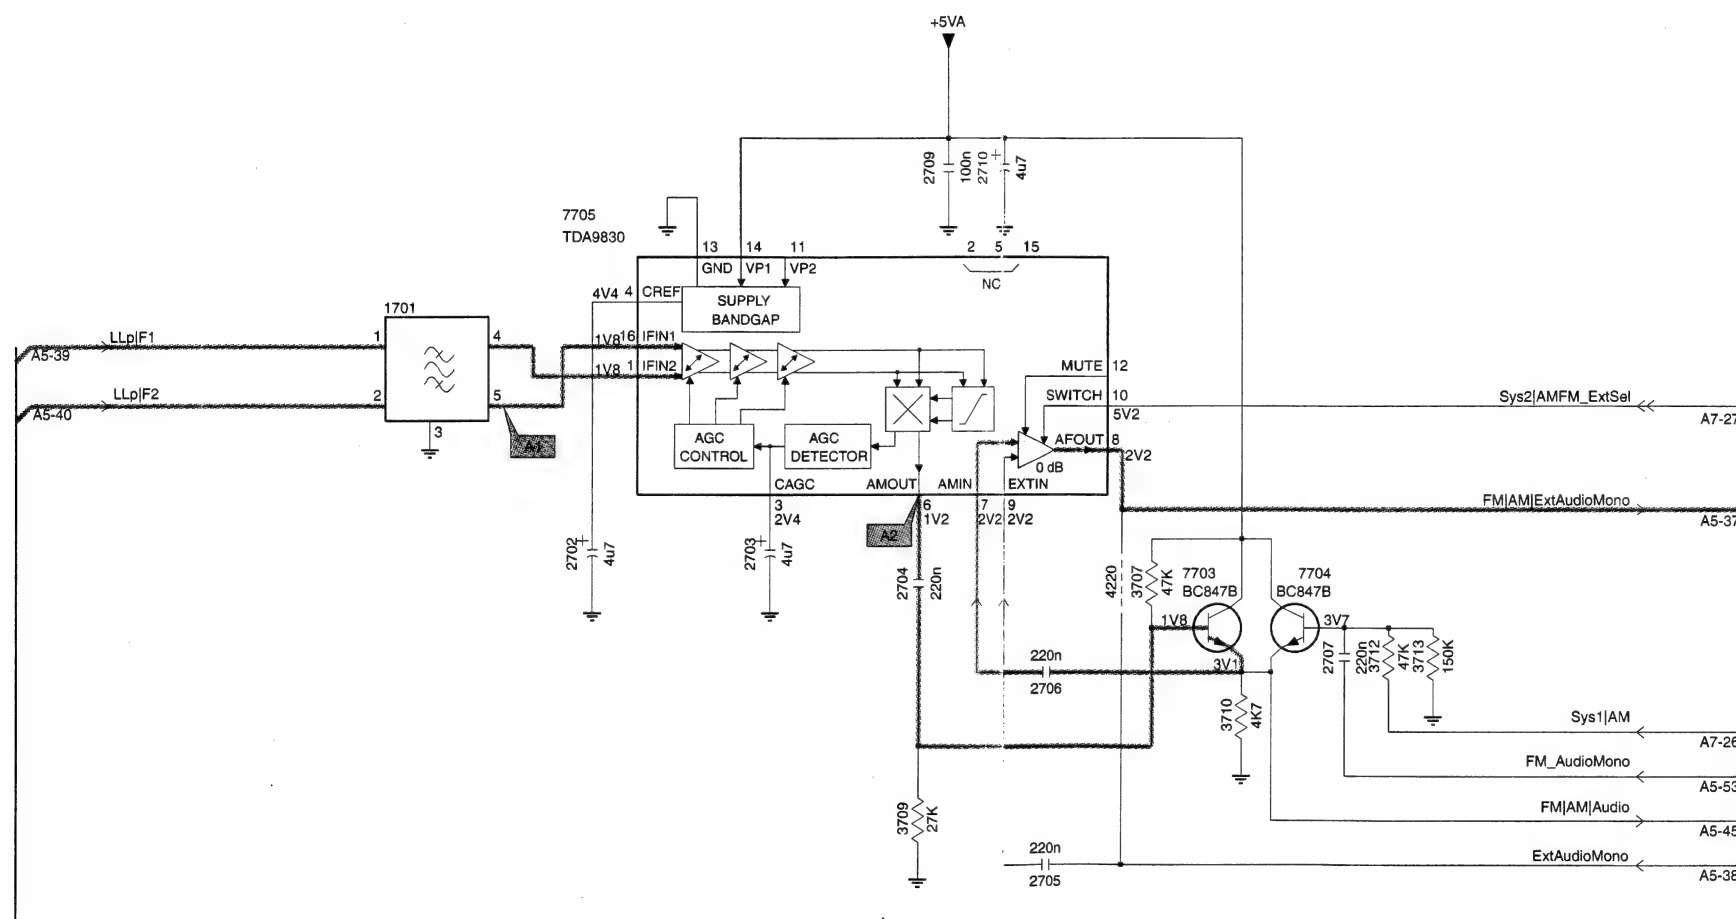 +5VA
2709
100n
2710
4u7
7705
TDA9830
13
14
11
2
5
15
GND
VP1
VP2
NC
4V4
4
CREF
SUPPLY
BANDGAP
1701
1
4
LLp|F1
A5-39
1V8
16
IFIN1
1V8
1
IFIN2
MUTE
12
LLp|F2
A5-40
2
5
SWITCH
10
5V2
Sys2|AMFM_ExtSel
A7-27
3
A1
AGC
CONTROL
AGC
DETECTOR
AFOUT
8
2V2
0 dB
CAGC
AMOUT
AMIN
EXTIN
3
2V4
6
1V2
7
2V2
9
2V2
A2
FM|AM|ExtAudioMono
A5-37
2702
4u7
2703
4u7
2704
220n
4220
3707
47K
7703
BC847B
7704
BC847B
1V8
3V7
3V1
220n
2706
2707
220n
3712
47K
3713
150K
3710
4K7
Sys1|AM
A7-26
FM_AudioMono
A5-53
3709
27K
FM|AM|Audio
A5-45
220n
2705
ExtAudioMono
A5-38